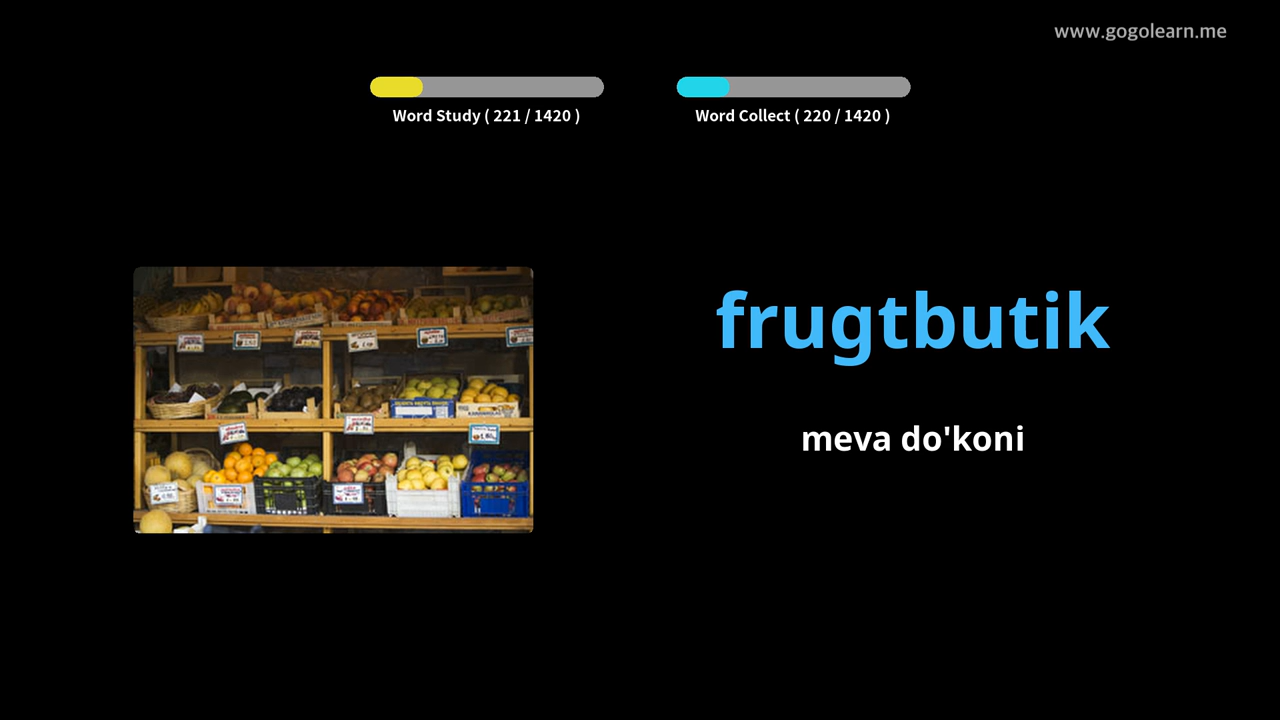 www.gogolearn.me
Word Study ( 221 / 1420 )
Word Collect ( 220 / 1420 )
frugtbutik
meva do'koni